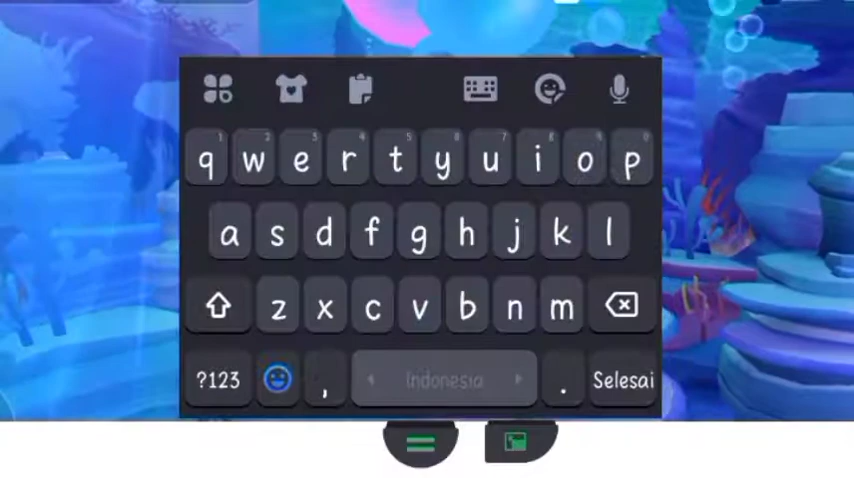 1 2 3 4 5 6 7 8 9 0
q w e r t y u i o p
a s d f g h j k l
z x c v b n m
?123 , Indonesia . Selesai